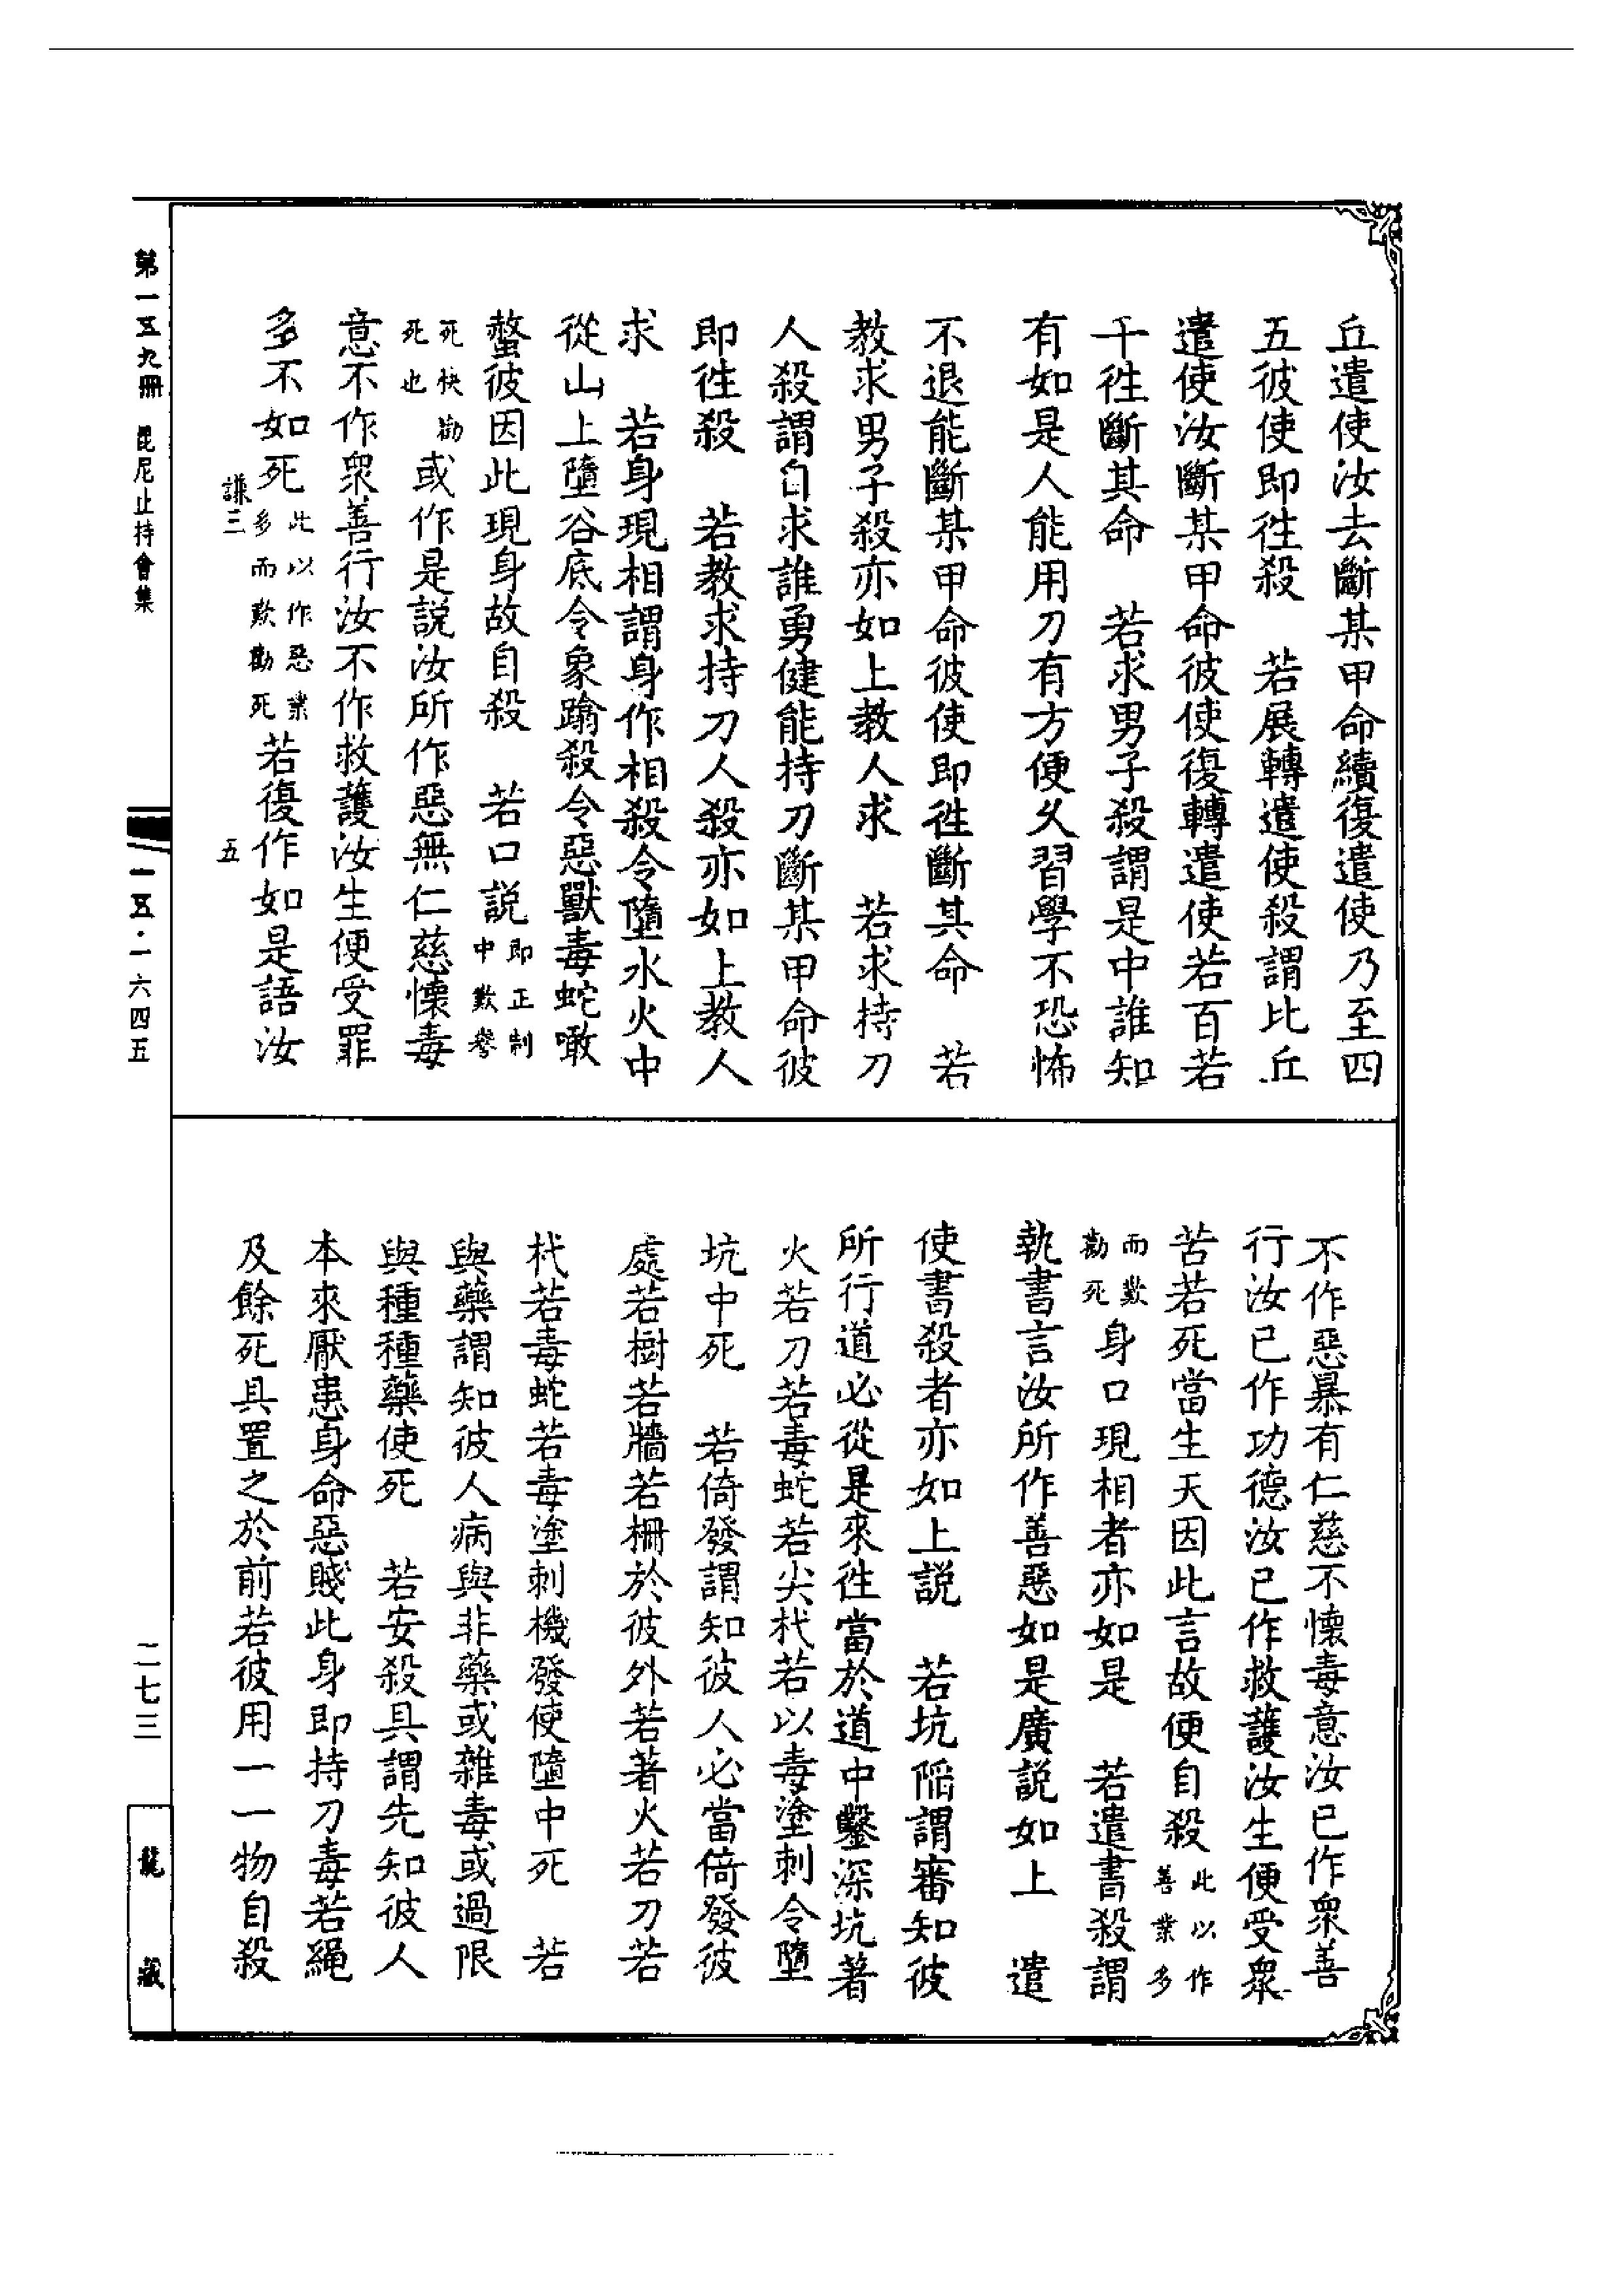 丘遣使汝去斷某甲命續復遣使乃至四
五彼使即往殺　若展轉遣使殺謂比丘
遣使汝斷某甲命彼使復轉遣使若百若
千往斷其命　若求男子殺謂是中誰知
有如是人能用刀有方便久習學不恐怖
不退能斷某甲命彼使即往斷其命　若
教求男子殺亦如上教人求　若求持刀
人殺謂自求誰勇健能持刀斷某甲命彼
即往殺　若教求持刀人殺亦如上教人
求　若身現相謂身作相殺令墮水火中
從山上墮谷底令象蹋殺令惡獸毒蛇噉
螫彼因此現身故自殺　若口說即正制中歎譽
死快勸死也或作是說汝所作惡無仁慈懷毒
意不作眾善行汝不作救護汝生便受罪
多不如死此以作惡業多而歎勸死若復作如是語汝
謙三　五
不作惡暴有仁慈不懷毒意汝已作眾善
行汝已作功德汝已作救護汝生便受眾
苦若死當生天因此言故便自殺此以作善業多
而歎勸死身口現相者亦如是　若遣書殺謂
執書言汝所作善惡如是廣說如上　遣
使書殺者亦如上說　若坑陷謂審知彼
所行道必從是來往當於道中鑿深坑著
火若刀若毒蛇若尖杙若以毒塗刺令墮
坑中死　若倚發謂知彼人必當倚發彼
處若樹若牆若柵於彼外若著火若刀若
杙若毒蛇若毒塗刺機發使墮中死　若
與藥謂知彼人病與非藥或雜毒或過限
與種種藥使死　若安殺具謂先知彼人
本來厭患身命惡賤此身即持刀毒若繩
及餘死具置之於前若彼用一一物自殺
第一五九冊　毘尼止持會集
一五·一六四五
二七三
龍藏